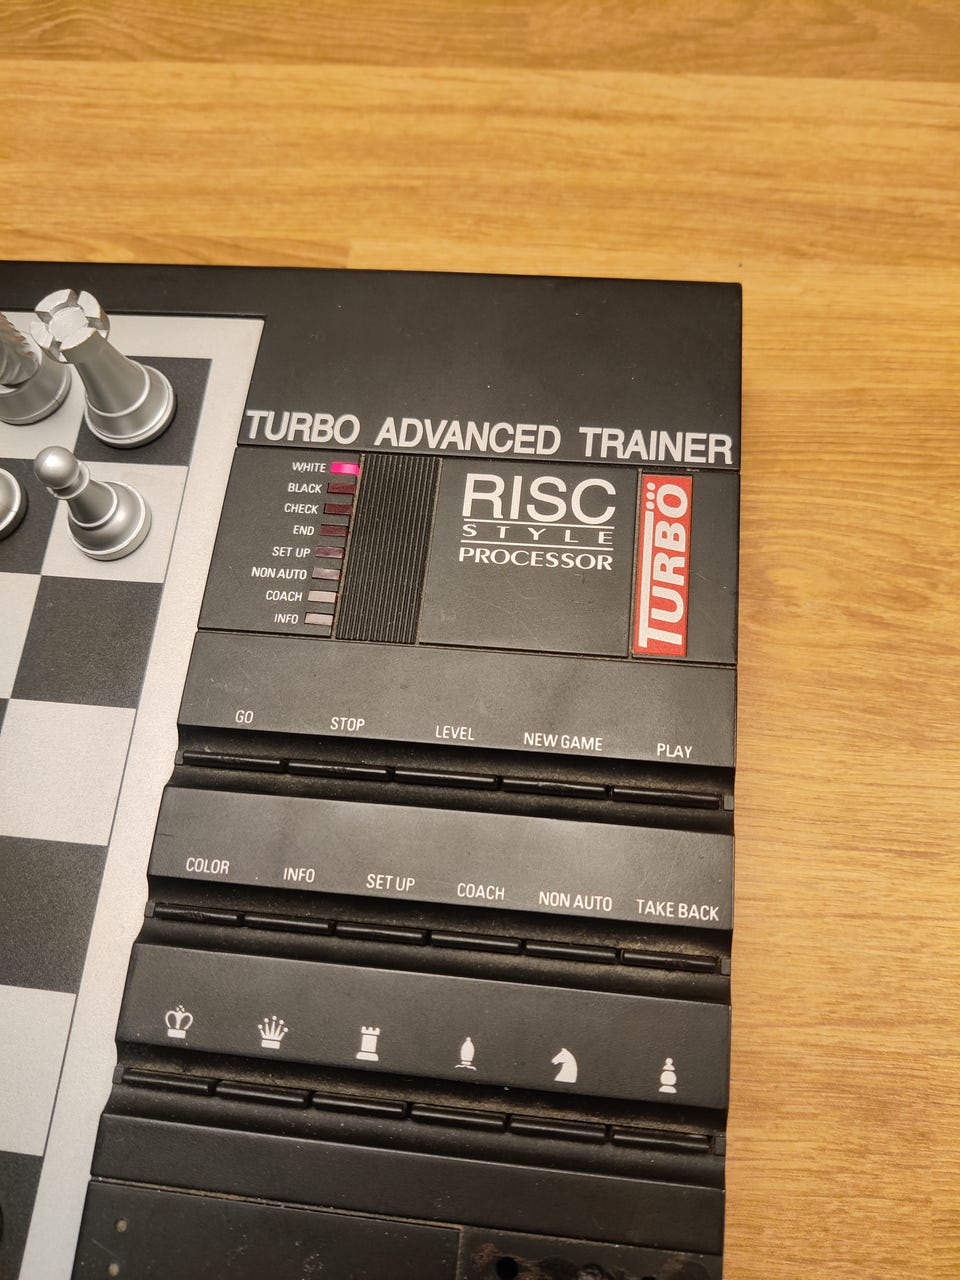 TURBO ADVANCED TRAINER
WHITE
BLACK
CHECK
END
SET UP
NON AUTO
COACH
INFO
RISC
STYLE
PROCESSOR
TURBO
GO STOP LEVEL NEW GAME PLAY
COLOR INFO SET UP COACH NON AUTO TAKE BACK